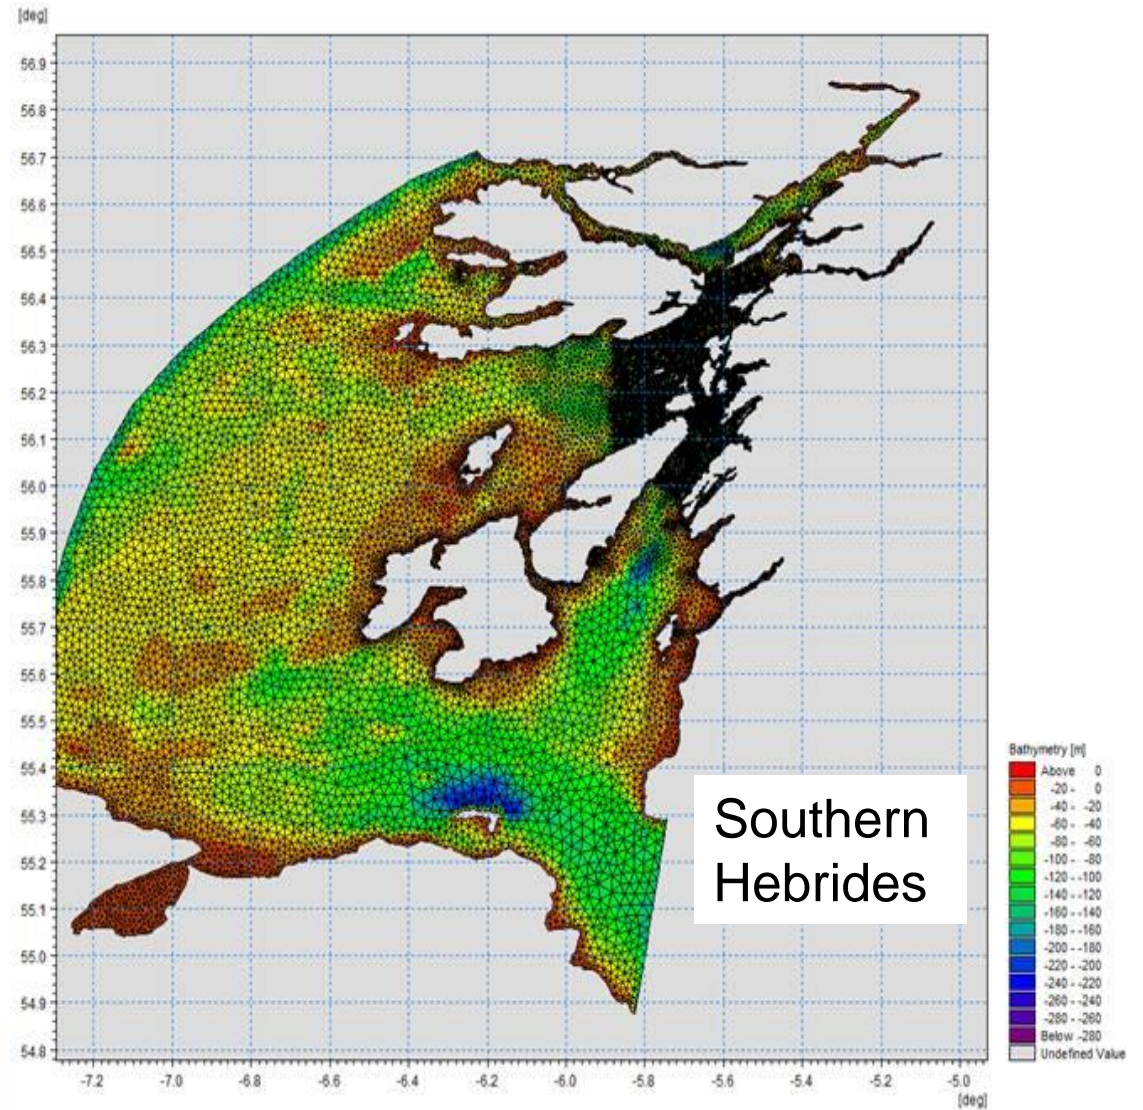 [deg]
56.9
56.8
56.7
56.6
56.5
56.4
56.3
56.2
56.1
56.0
55.9
55.8
55.7
55.6
55.5
55.4
55.3
55.2
55.1
55.0
54.9
54.8
-7.2 -7.0 -6.8 -6.6 -6.4 -6.2 -6.0 -5.8 -5.6 -5.4 -5.2 -5.0
[deg]
Southern
Hebrides
Bathymetry [m]
Above 0
-20 - 0
-40 - -20
-60 - -40
-80 - -60
-100 - -80
-120 - -100
-140 - -120
-160 - -140
-180 - -160
-200 - -180
-220 - -200
-240 - -220
-260 - -240
-280 - -260
Below -280
Undefined Value